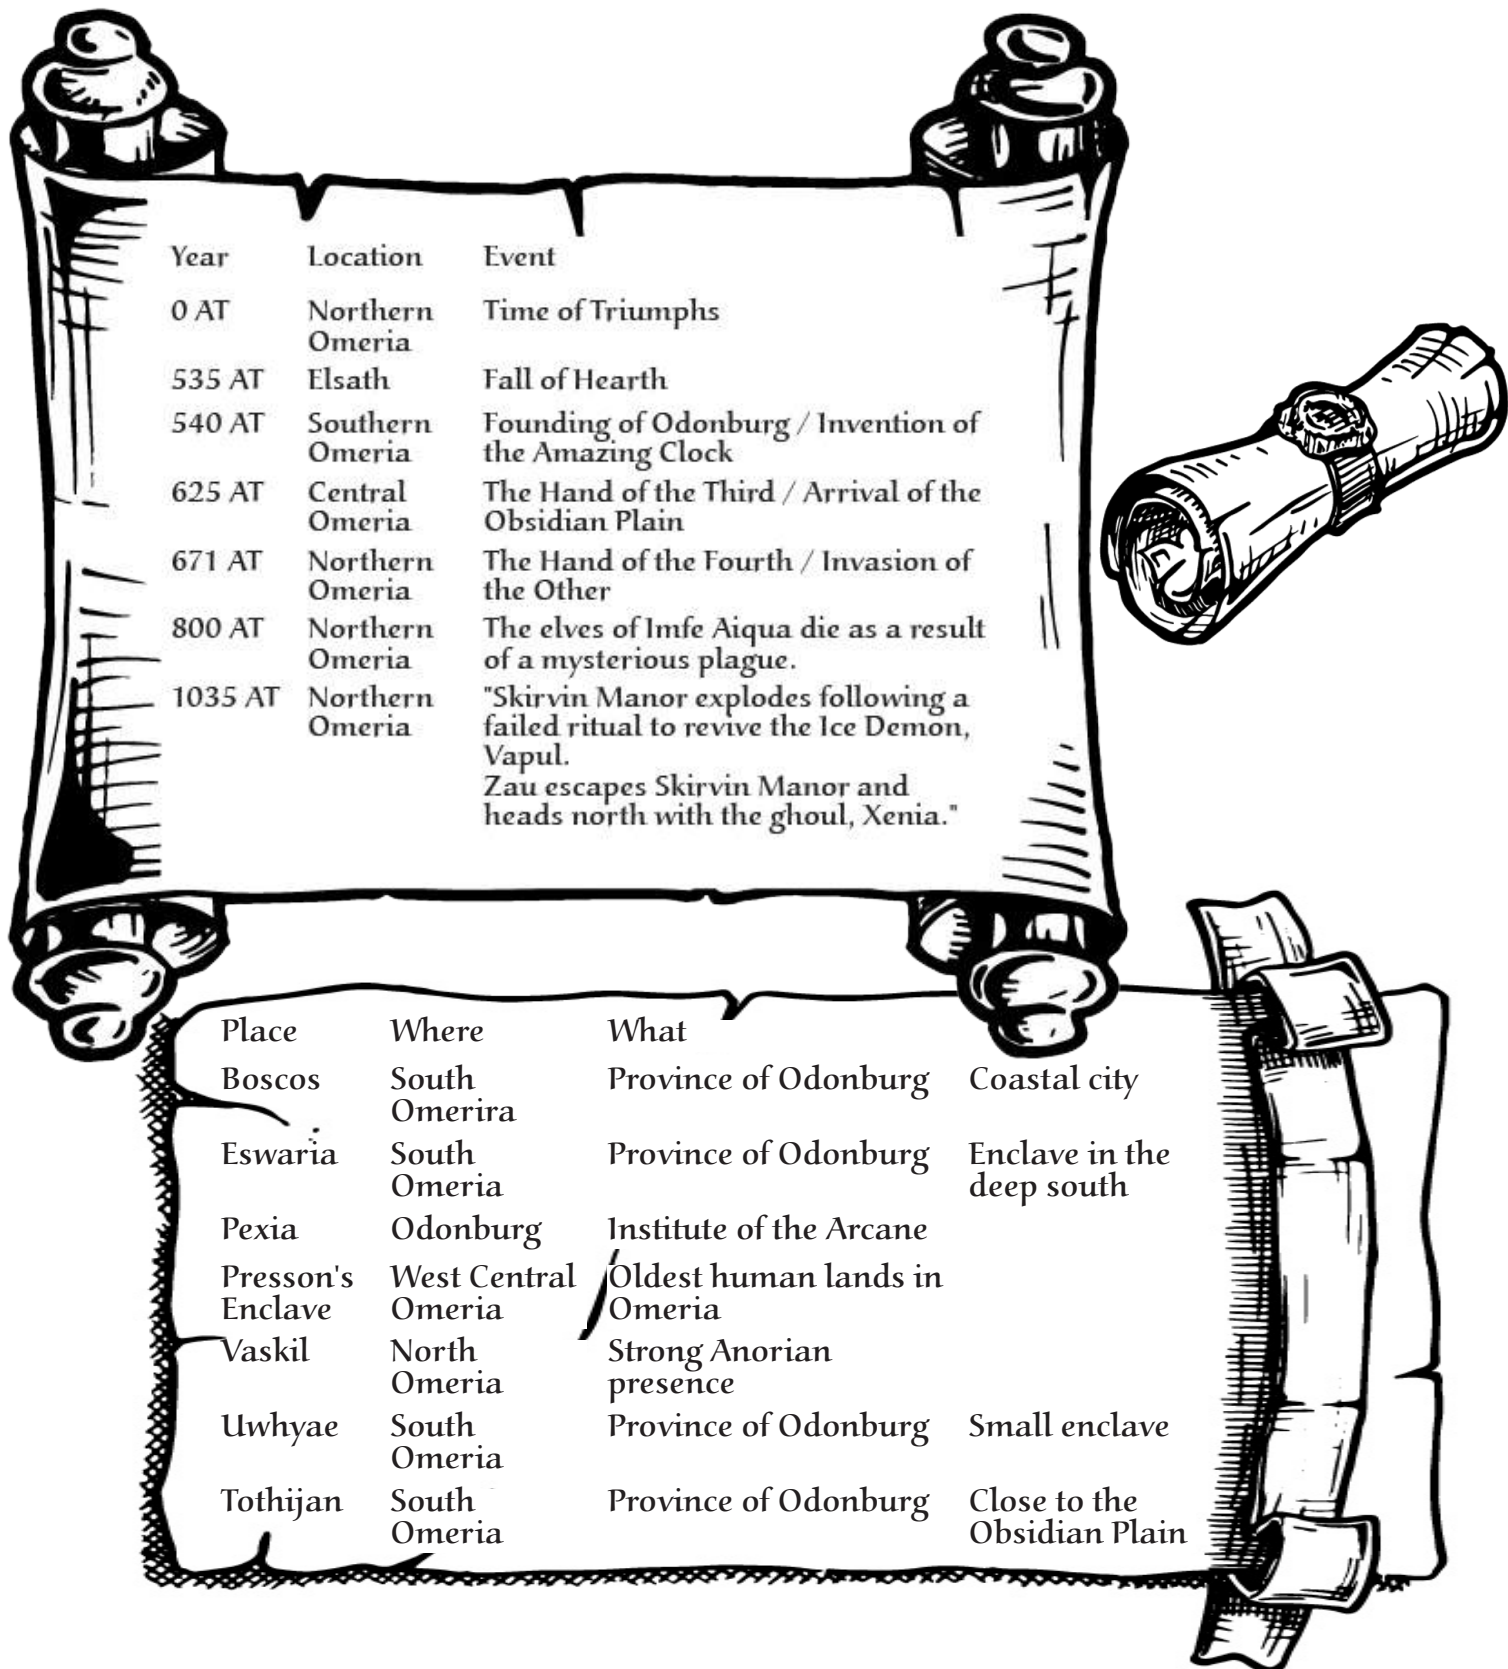 Year Location Event
0 AT Northern Time of Triumphs
Omeria
535 AT Elsath Fall of Hearth
540 AT Southern Founding of Odonburg / Invention of
Omeria the Amazing Clock
625 AT Central The Hand of the Third / Arrival of the
Omeria Obsidian Plain
671 AT Northern The Hand of the Fourth / Invasion of
Omeria the Other
800 AT Northern The elves of Imfe Aiqua die as a result
Omeria of a mysterious plague.
1035 AT Northern "Skirvin Manor explodes following a
Omeria failed ritual to revive the Ice Demon,
Vapul.
Zau escapes Skirvin Manor and
heads north with the ghoul, Xenia."
Place Where What
Boscos South Province of Odonburg Coastal city
Omerira
Eswaria South Province of Odonburg Enclave in the
Omeria deep south
Pexia Odonburg Institute of the Arcane
Presson's West Central Oldest human lands in
Enclave Omeria Omeria
Vaskil North Strong Anorian
Omeria presence
Uwhyae South Province of Odonburg Small enclave
Omeria
Tothijan South Province of Odonburg Close to the
Omeria Obsidian Plain